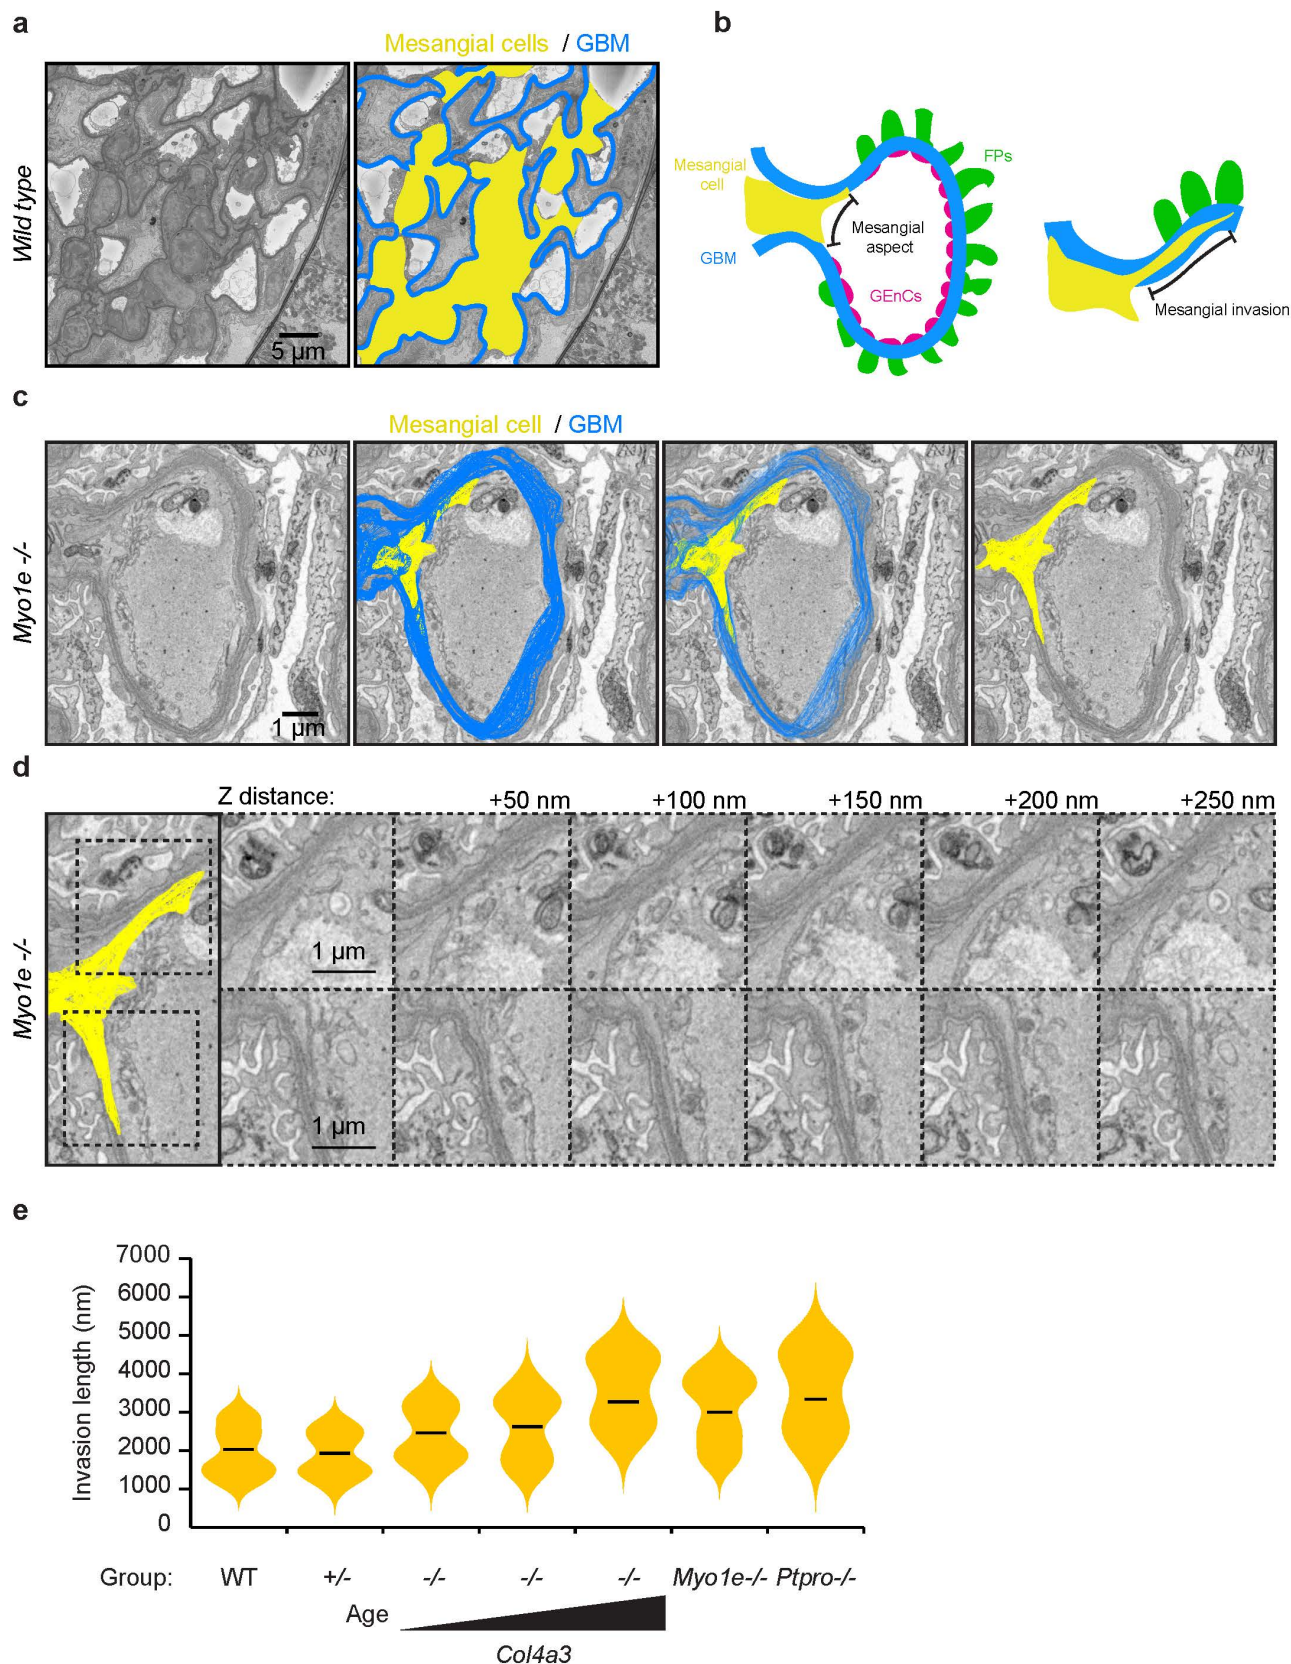 a
Mesangial cells / GBM
Wild type
5 µm
b
Mesangial
cell
FPs
Mesangial
aspect
GBM
GEnCs
Mesangial invasion
c
Mesangial cell / GBM
Myo1e -/-
1 µm
d
Z distance: +50 nm +100 nm +150 nm +200 nm +250 nm
Myo1e -/-
1 µm
1 µm
e
Invasion length (nm)
7000
6000
5000
4000
3000
2000
1000
0
Group: WT +/- -/- -/- -/- Myo1e-/- Ptpro-/-
Age
Col4a3